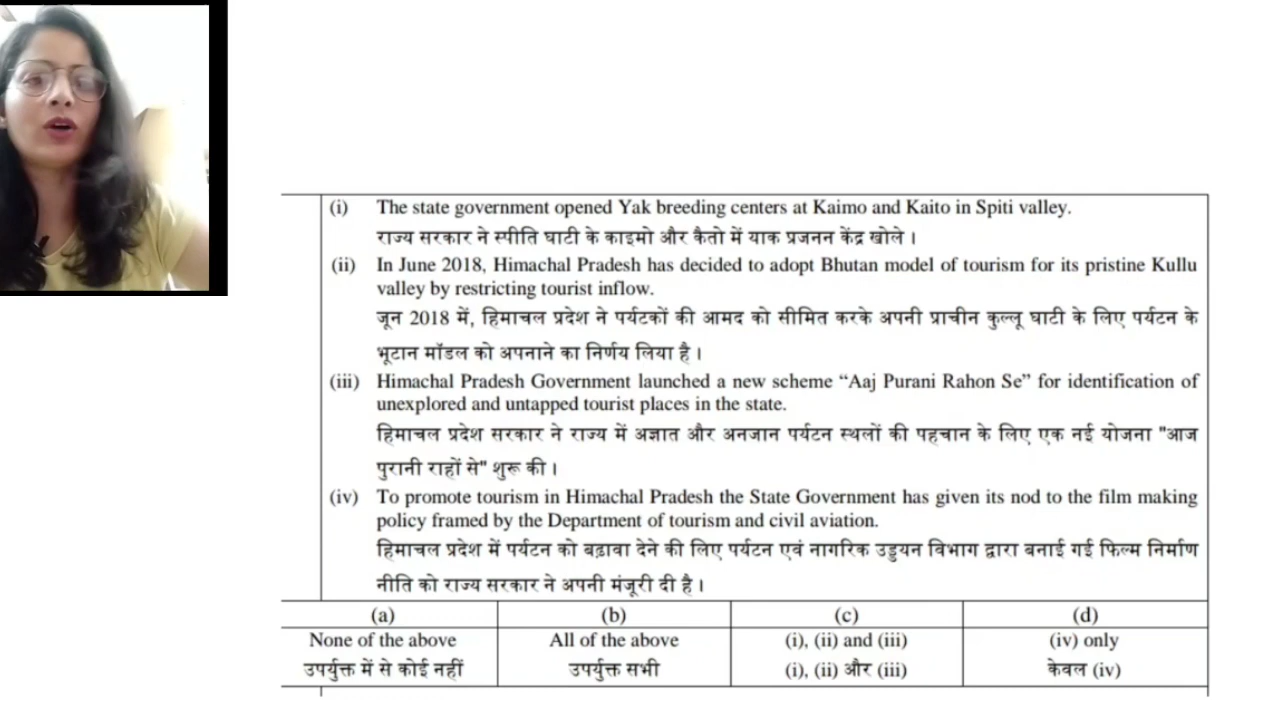 (i) The state government opened Yak breeding centers at Kaimo and Kaito in Spiti valley.
राज्य सरकार ने स्पीति घाटी के काइमो और कैतो में याक प्रजनन केंद्र खोले ।
(ii) In June 2018, Himachal Pradesh has decided to adopt Bhutan model of tourism for its pristine Kullu
valley by restricting tourist inflow.
जून 2018 में, हिमाचल प्रदेश ने पर्यटकों की आमद को सीमित करके अपनी प्राचीन कुल्लू घाटी के लिए पर्यटन के
भूटान मॉडल को अपनाने का निर्णय लिया है ।
(iii) Himachal Pradesh Government launched a new scheme “Aaj Purani Rahon Se” for identification of
unexplored and untapped tourist places in the state.
हिमाचल प्रदेश सरकार ने राज्य में अज्ञात और अनजान पर्यटन स्थलों की पहचान के लिए एक नई योजना "आज
पुरानी राहों से" शुरू की ।
(iv) To promote tourism in Himachal Pradesh the State Government has given its nod to the film making
policy framed by the Department of tourism and civil aviation.
हिमाचल प्रदेश में पर्यटन को बढ़ावा देने की लिए पर्यटन एवं नागरिक उड्डयन विभाग द्वारा बनाई गई फिल्म निर्माण
नीति को राज्य सरकार ने अपनी मंजूरी दी है ।
(a) (b) (c) (d)
None of the above All of the above (i), (ii) and (iii) (iv) only
उपर्युक्त में से कोई नहीं उपर्युक्त सभी (i), (ii) और (iii) केवल (iv)